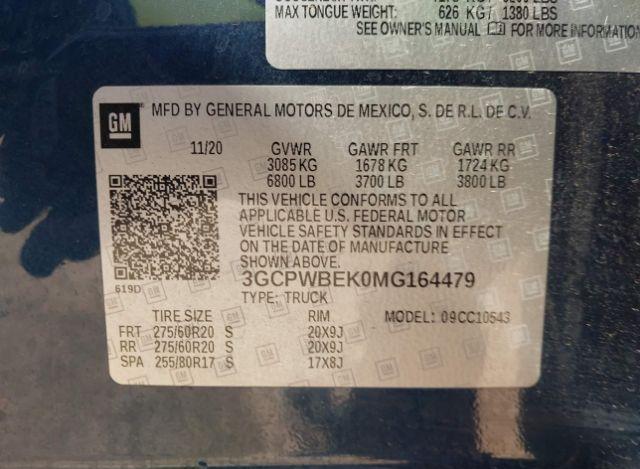 MAX TONGUE WEIGHT: 626 KG / 1380 LBS
SEE OWNER'S MANUAL FOR MORE INFORMATION
GM MFD BY GENERAL MOTORS DE MEXICO, S. DE R.L. DE C.V.
11/20 GVWR GAWR FRT GAWR RR
3085 KG 1678 KG 1724 KG
6800 LB 3700 LB 3800 LB
THIS VEHICLE CONFORMS TO ALL
APPLICABLE U.S. FEDERAL MOTOR
VEHICLE SAFETY STANDARDS IN EFFECT
ON THE DATE OF MANUFACTURE
SHOWN ABOVE.
619D 3GCPWBEK0MG164479
TYPE: TRUCK
TIRE SIZE RIM MODEL: 09CC10543
FRT 275/60R20 S 20X9J
RR 275/60R20 S 20X9J
SPA 255/80R17 S 17X8J